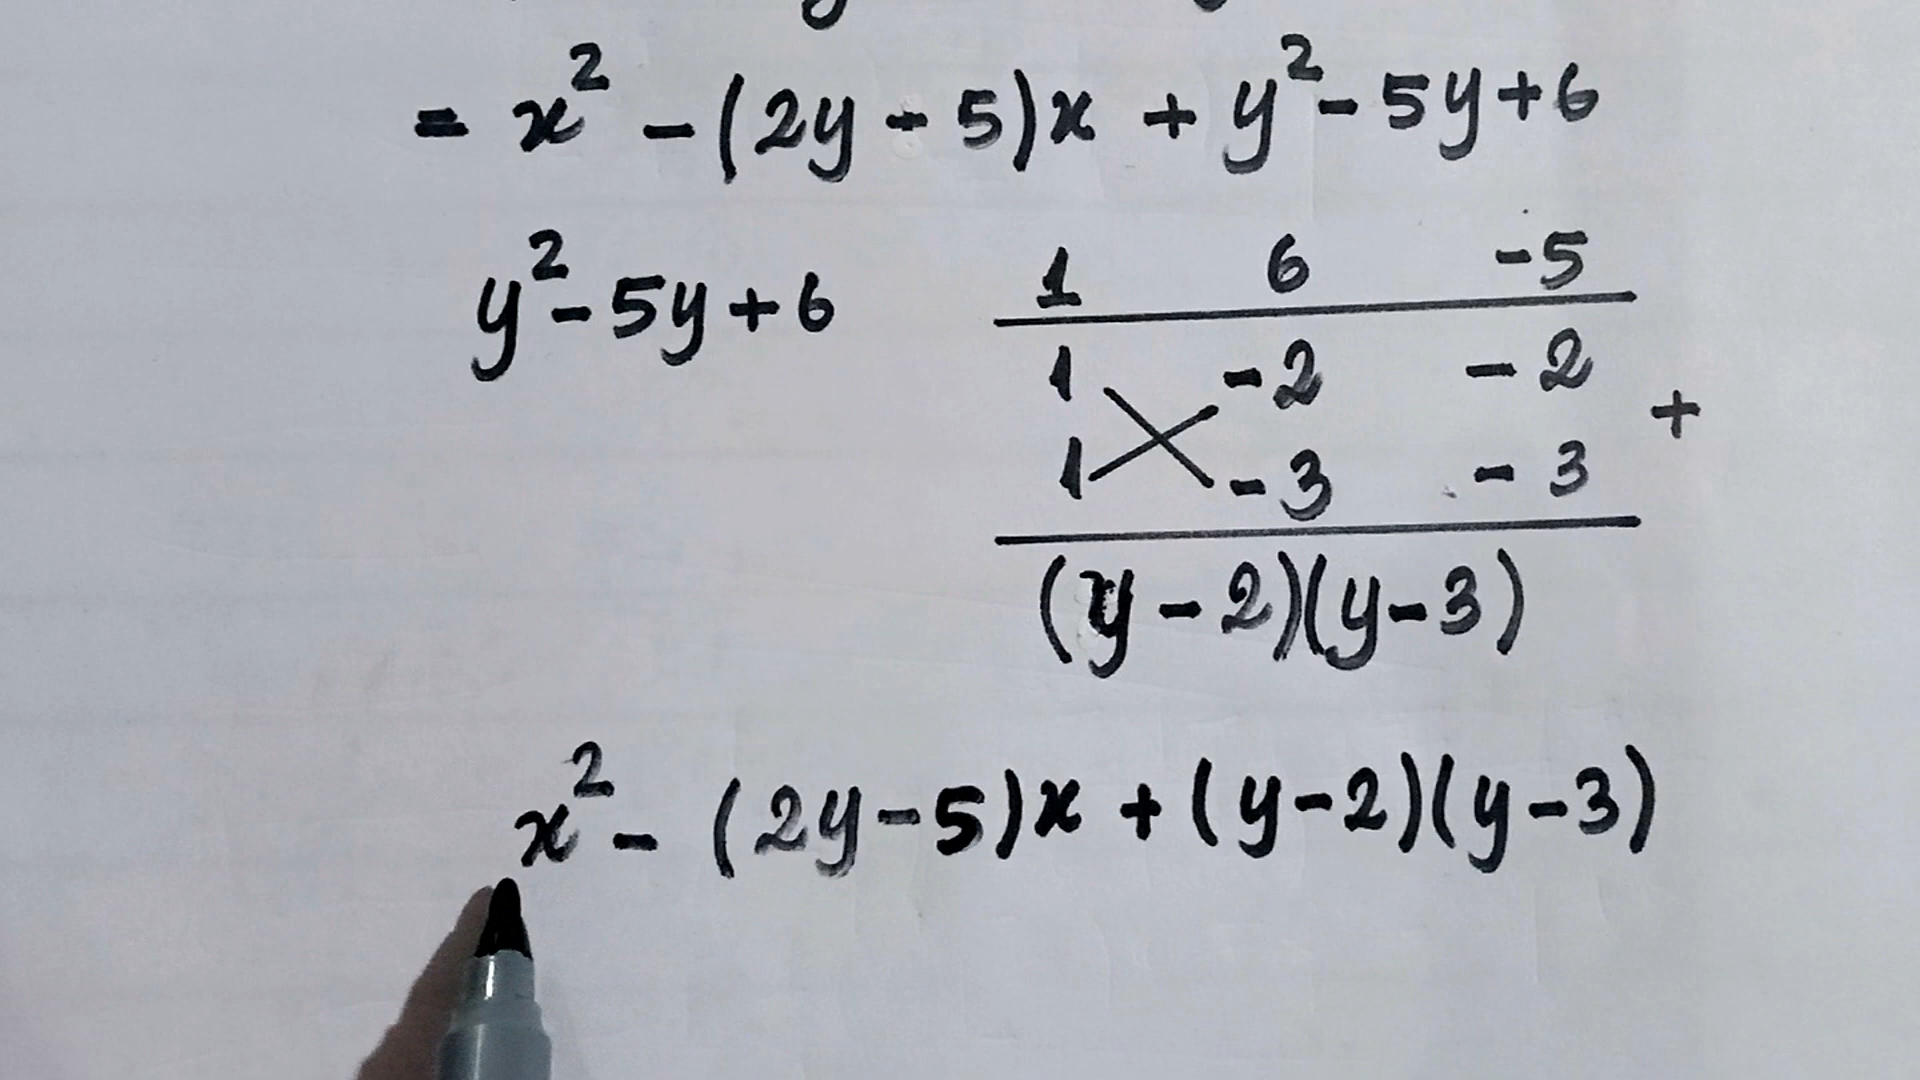 = x² - (2y - 5)x + y² - 5y + 6
y² - 5y + 6
1 6 -5
1 -2 -2
+
1 -3 -3
(y - 2)(y - 3)
x² - (2y - 5)x + (y - 2)(y - 3)